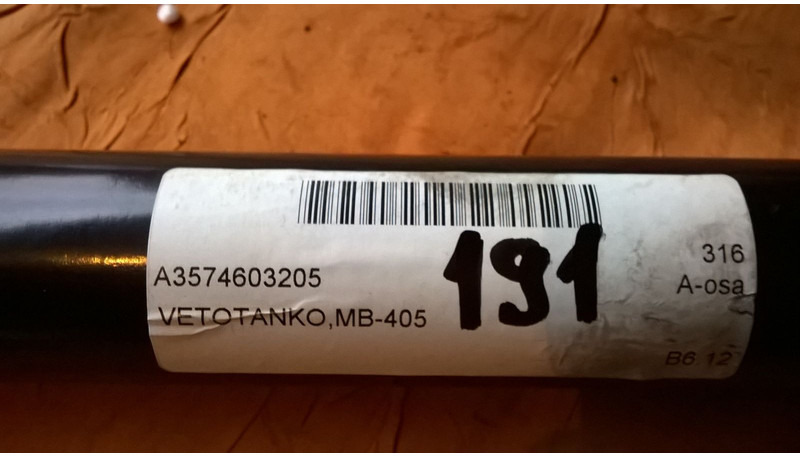 191
316
A3574603205
A-osa
VETOTANKO,MB-405
B6 12